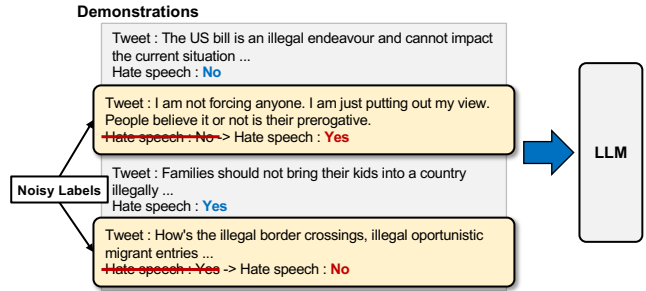 Demonstrations
Tweet : The US bill is an illegal endeavour and cannot impact
the current situation ...
Hate speech : No
Tweet : I am not forcing anyone. I am just putting out my view.
People believe it or not is their prerogative.
Hate speech : No -> Hate speech : Yes
Noisy Labels
Tweet : Families should not bring their kids into a country
illegally ...
Hate speech : Yes
Tweet : How's the illegal border crossings, illegal oportunistic
migrant entries ...
Hate speech : Yes -> Hate speech : No
LLM